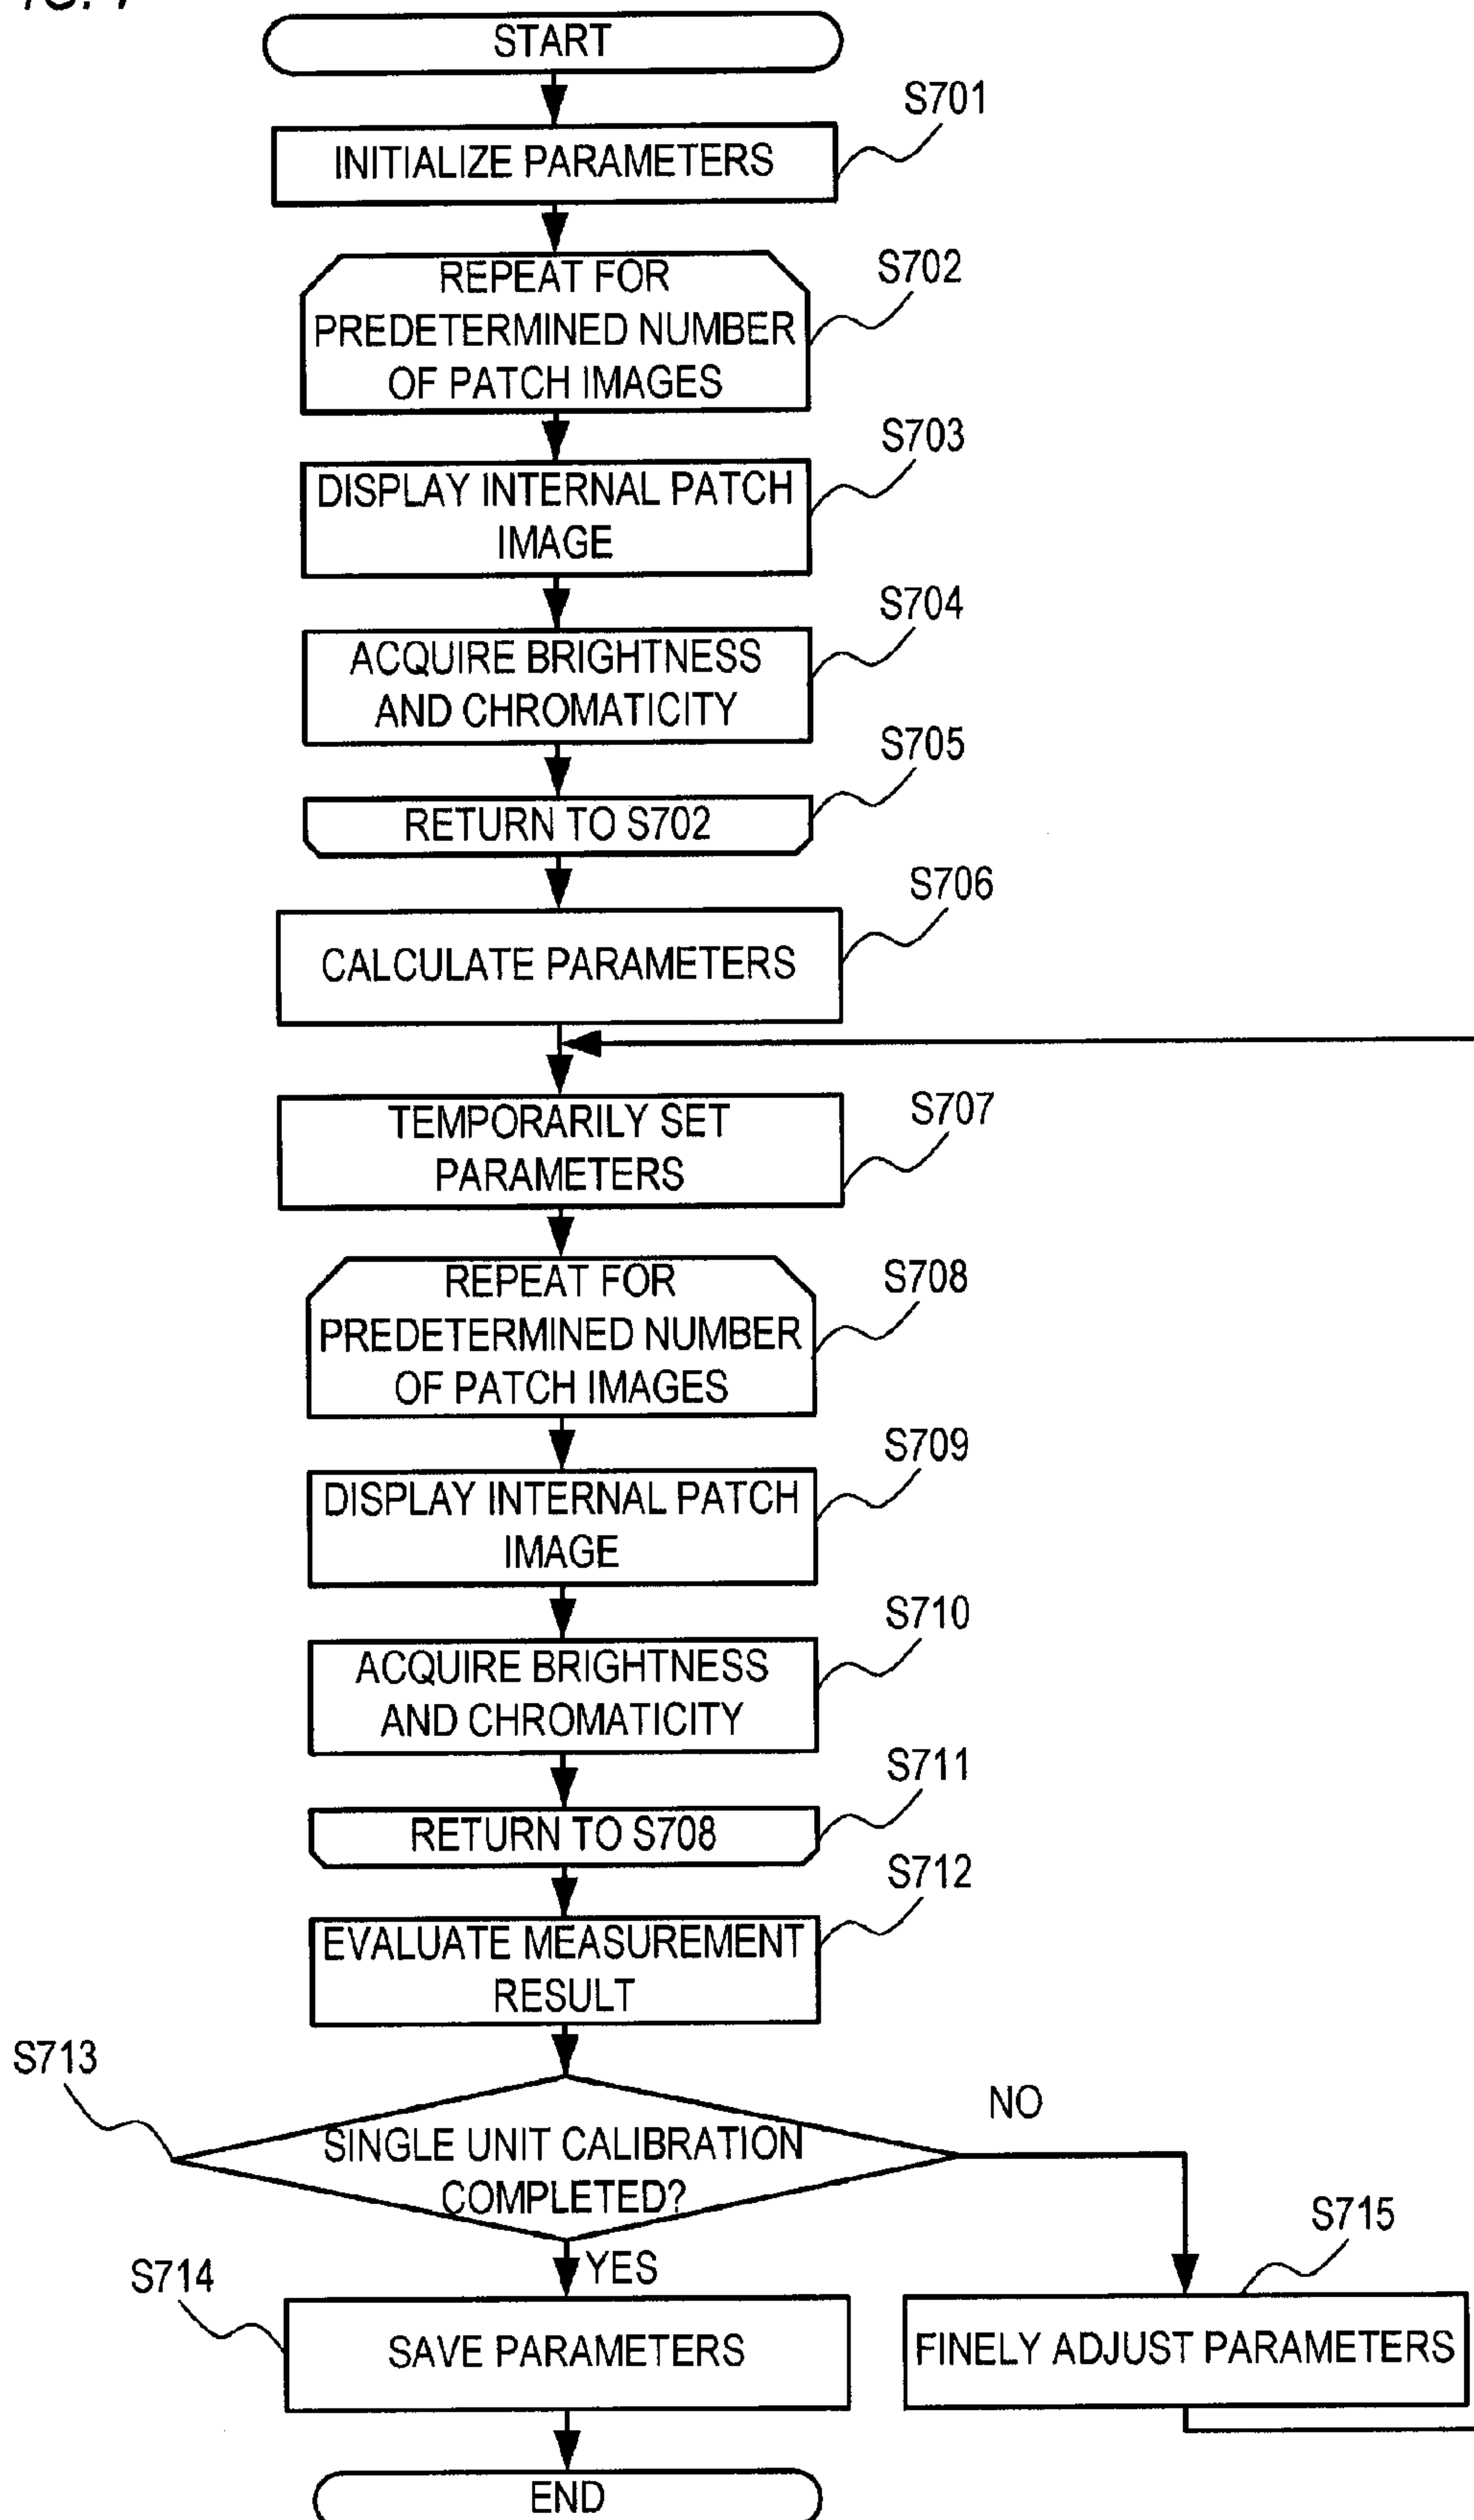 START
S701
INITIALIZE PARAMETERS
S702
REPEAT FOR
PREDETERMINED NUMBER
OF PATCH IMAGES
S703
DISPLAY INTERNAL PATCH
IMAGE
S704
ACQUIRE BRIGHTNESS
AND CHROMATICITY
S705
RETURN TO S702
S706
CALCULATE PARAMETERS
S707
TEMPORARILY SET
PARAMETERS
S708
REPEAT FOR
PREDETERMINED NUMBER
OF PATCH IMAGES
S709
DISPLAY INTERNAL PATCH
IMAGE
S710
ACQUIRE BRIGHTNESS
AND CHROMATICITY
S711
RETURN TO S708
S712
EVALUATE MEASUREMENT
RESULT
S713
NO
SINGLE UNIT CALIBRATION
COMPLETED?
S715
S714
YES
SAVE PARAMETERS
FINELY ADJUST PARAMETERS
END